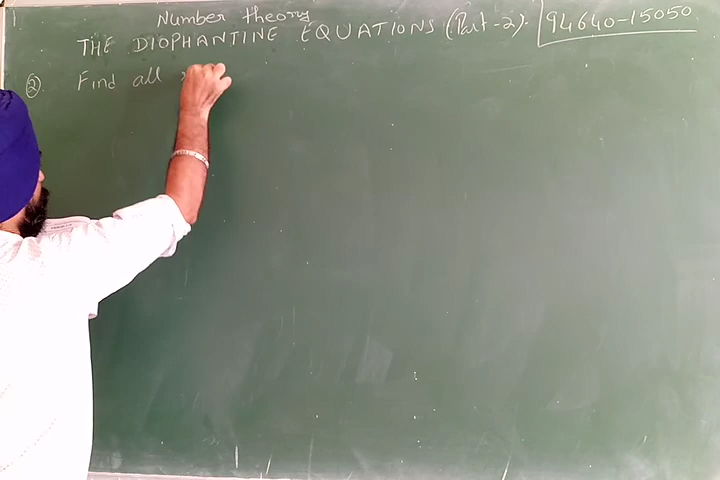 Number theory
THE DIOPHANTINE EQUATIONS (Part-2). 94640-15050
② Find all